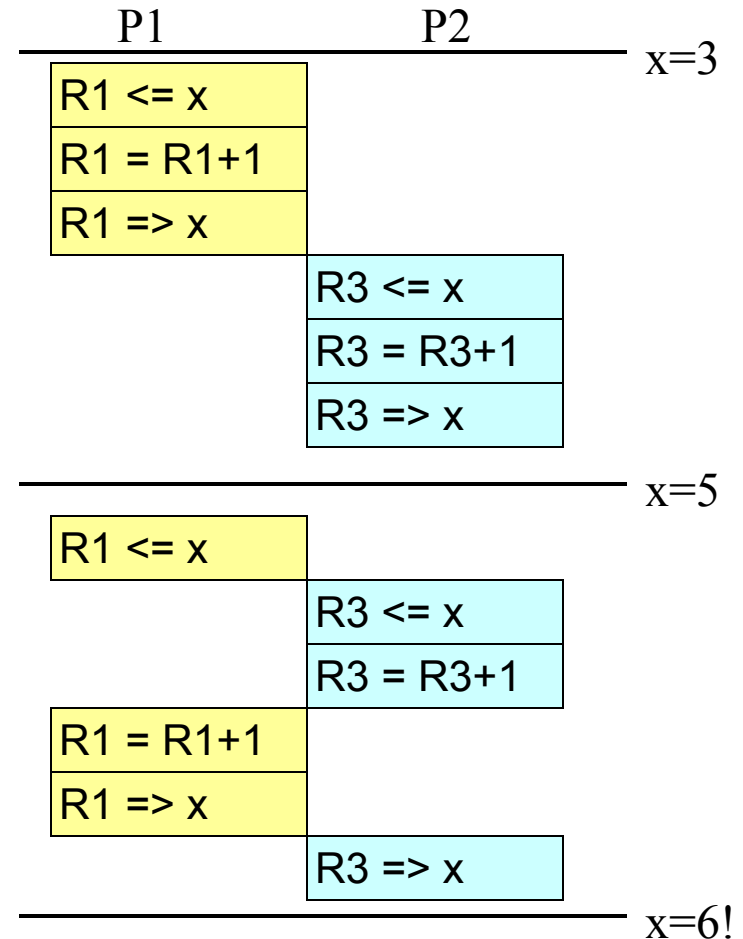 P1 P2
x=3
R1 <= x
R1 = R1+1
R1 => x
R3 <= x
R3 = R3+1
R3 => x
x=5
R1 <= x
R3 <= x
R3 = R3+1
R1 = R1+1
R1 => x
R3 => x
x=6!